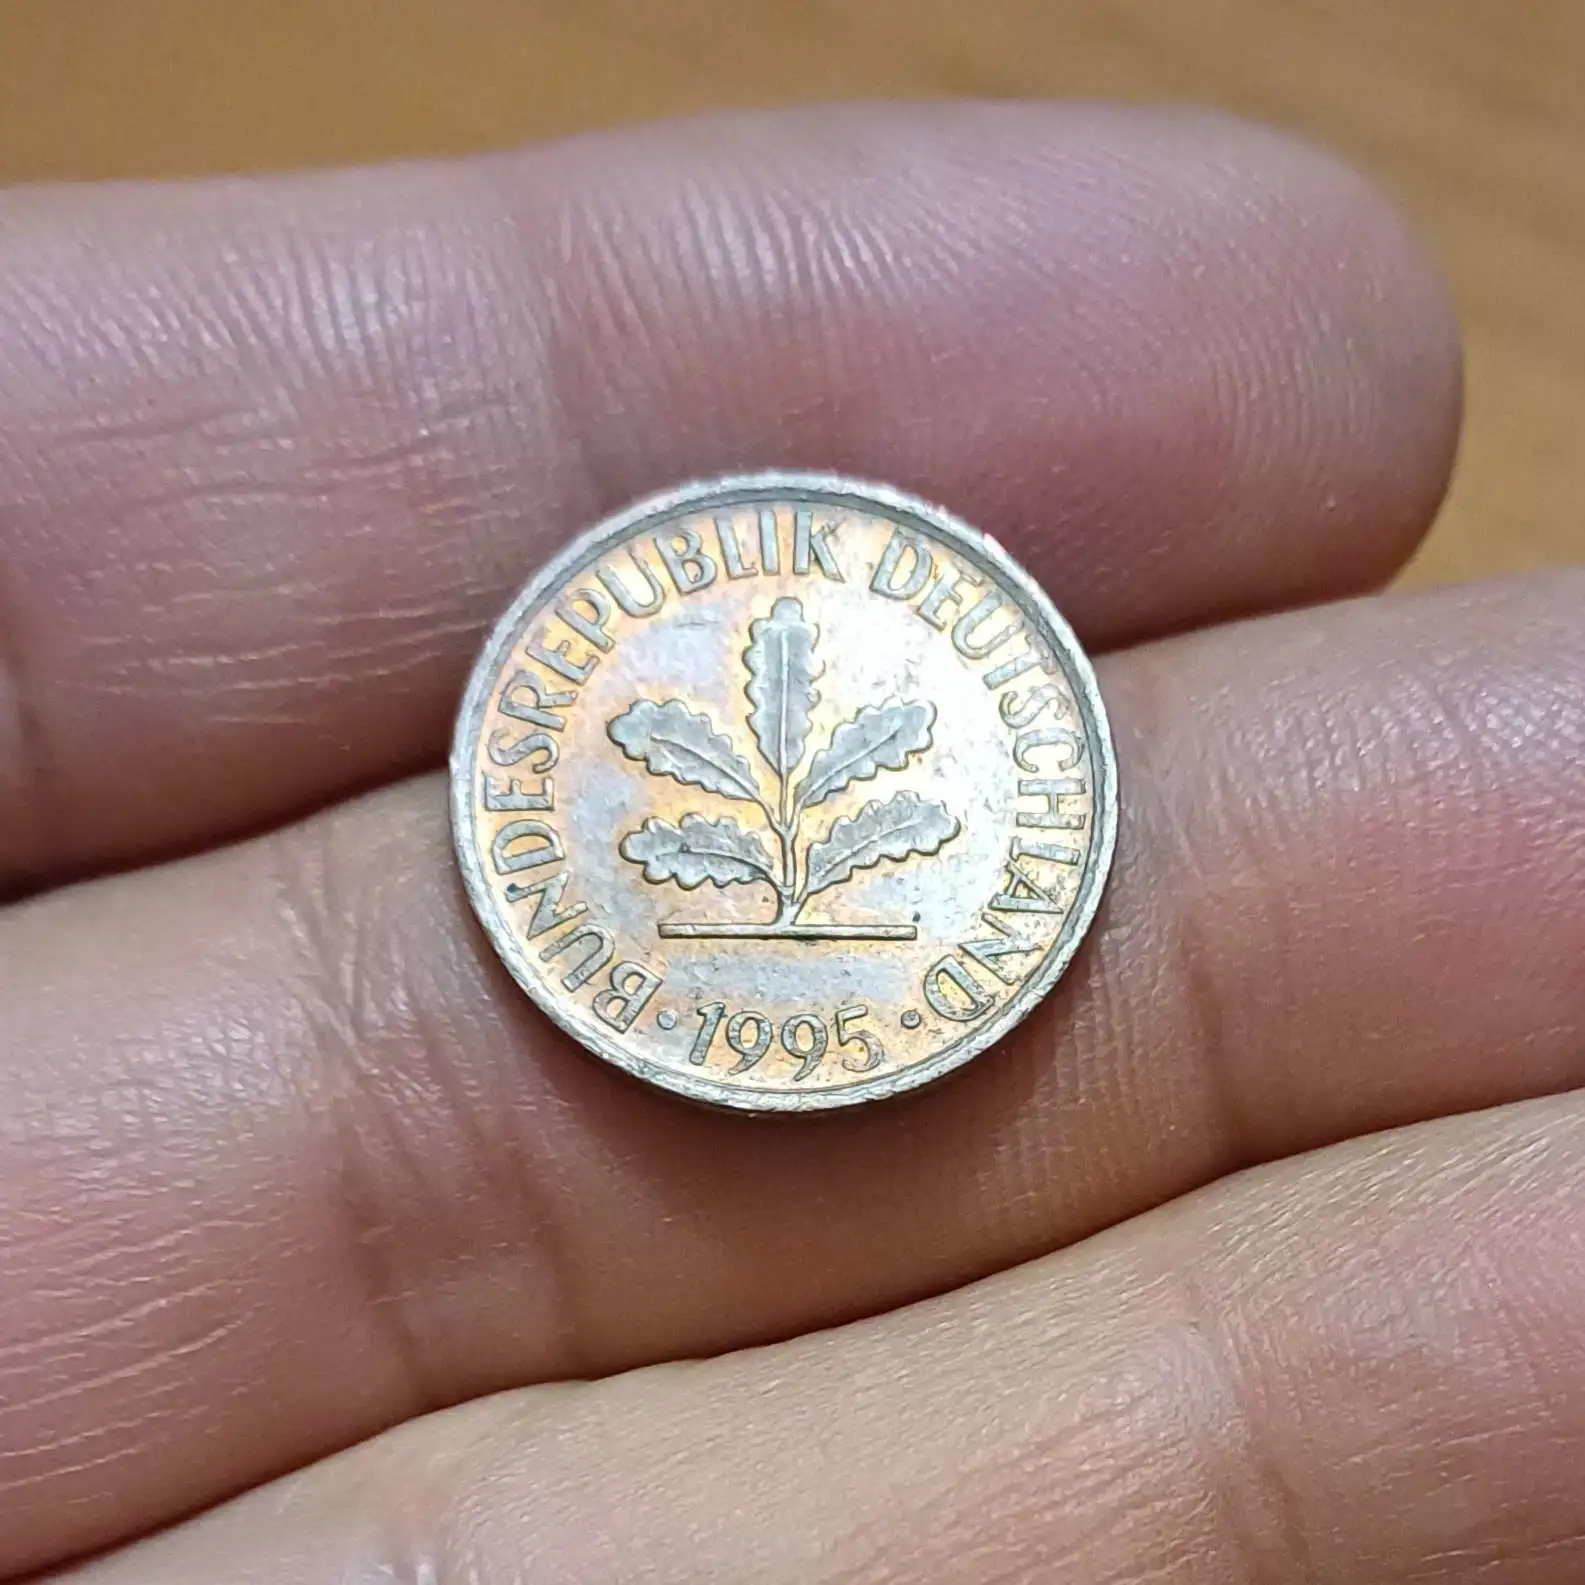 BUNDESREPUBLIK DEUTSCHLAND
· 1995 ·